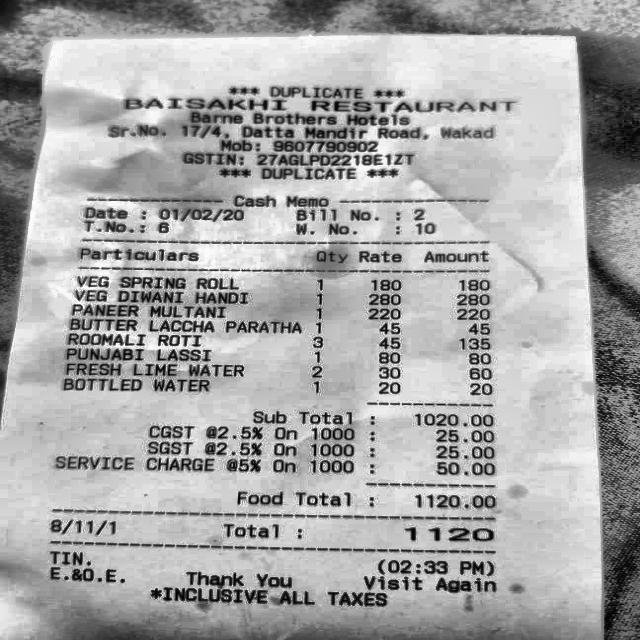 *** DUPLICATE ***
BAISAKHI RESTAURANT
Barne Brothers Hotels
Sr.No. 17/4, Datta Mandir Road, Wakad
Mob: 9607790902
GSTIN: 27AGLPD2218E1ZT
*** DUPLICATE ***
Cash Memo
Date : 01/02/20 Bill No. : 2
T.No.: 6 W. No. : 10
Particulars Qty Rate Amount
VEG SPRING ROLL 1 180 180
VEG DIWANI HANDI 1 280 280
PANEER MULTANI 1 220 220
BUTTER LACCHA PARATHA 1 45 45
ROOMALI ROTI 3 45 135
PUNJABI LASSI 1 80 80
FRESH LIME WATER 2 30 60
BOTTLED WATER 1 20 20
Sub Total : 1020.00
CGST @2.5% On 1000 : 25.00
SGST @2.5% On 1000 : 25.00
SERVICE CHARGE @5% On 1000 : 50.00
Food Total : 1120.00
8/11/1 Total : 1120
TIN. (02:33 PM)
E.&O.E. Thank You Visit Again
*INCLUSIVE ALL TAXES